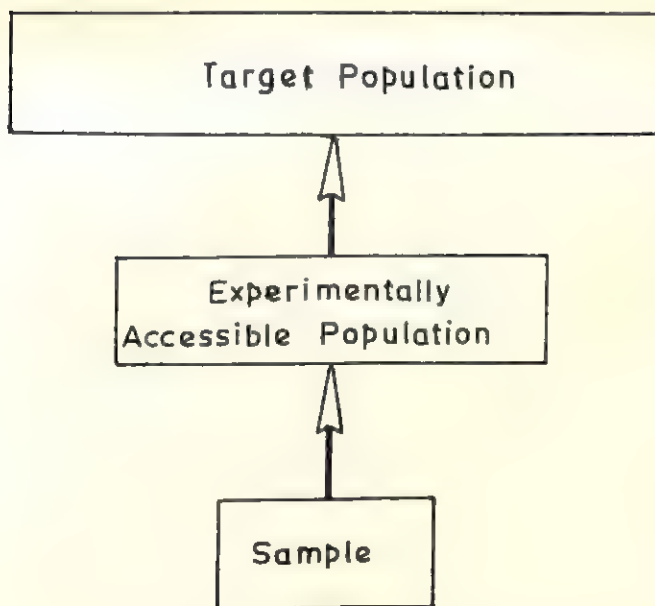 Target Population
Experimentally
Accessible Population
Sample